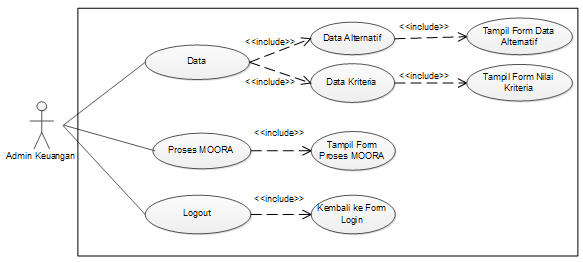 <<include>>
Data Alternatif
<<include>>
Tampil Form Data
Alternatif
Data
<<include>>
Data Kriteria
<<include>>
Tampil Form Nilai
Kriteria
Admin Keuangan
Proses MOORA
<<include>>
Tampil Form
Proses MOORA
Logout
<<include>>
Kembali ke Form
Login